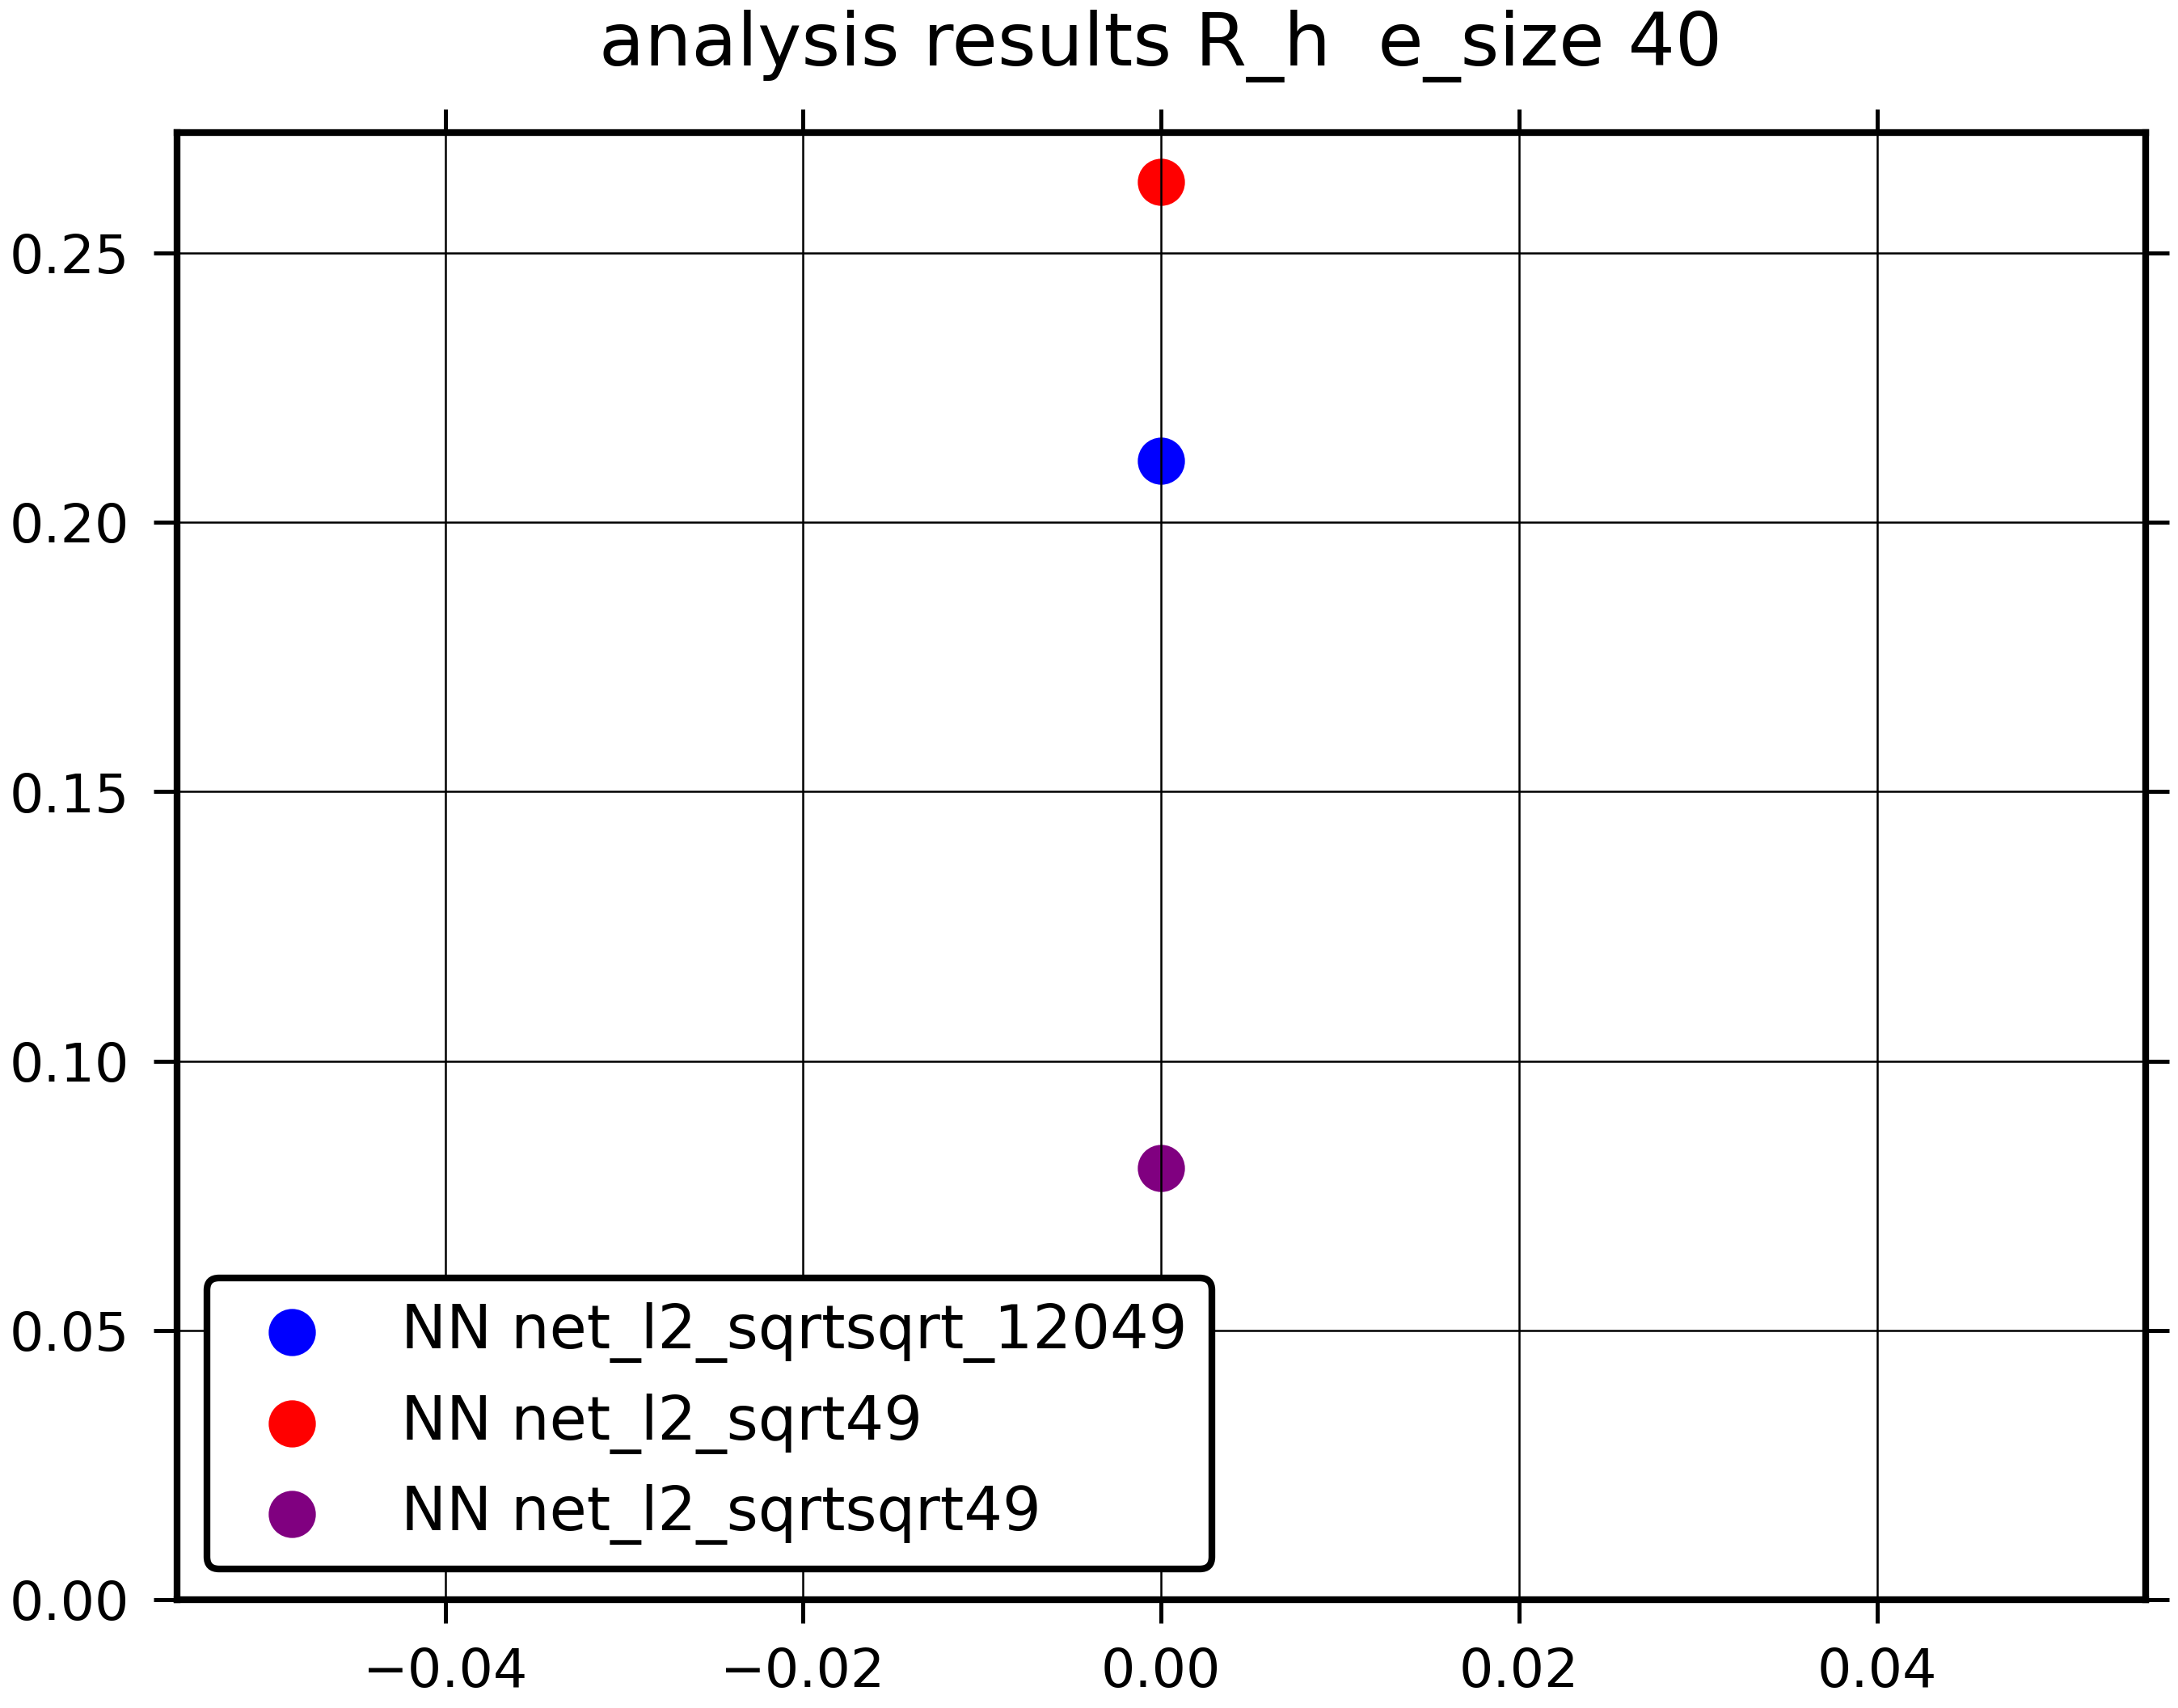 analysis results R_h  e_size 40
0.25
0.20
0.15
0.10
0.05
0.00
NN net_l2_sqrtsqrt_12049
NN net_l2_sqrt49
NN net_l2_sqrtsqrt49
−0.04 −0.02 0.00 0.02 0.04